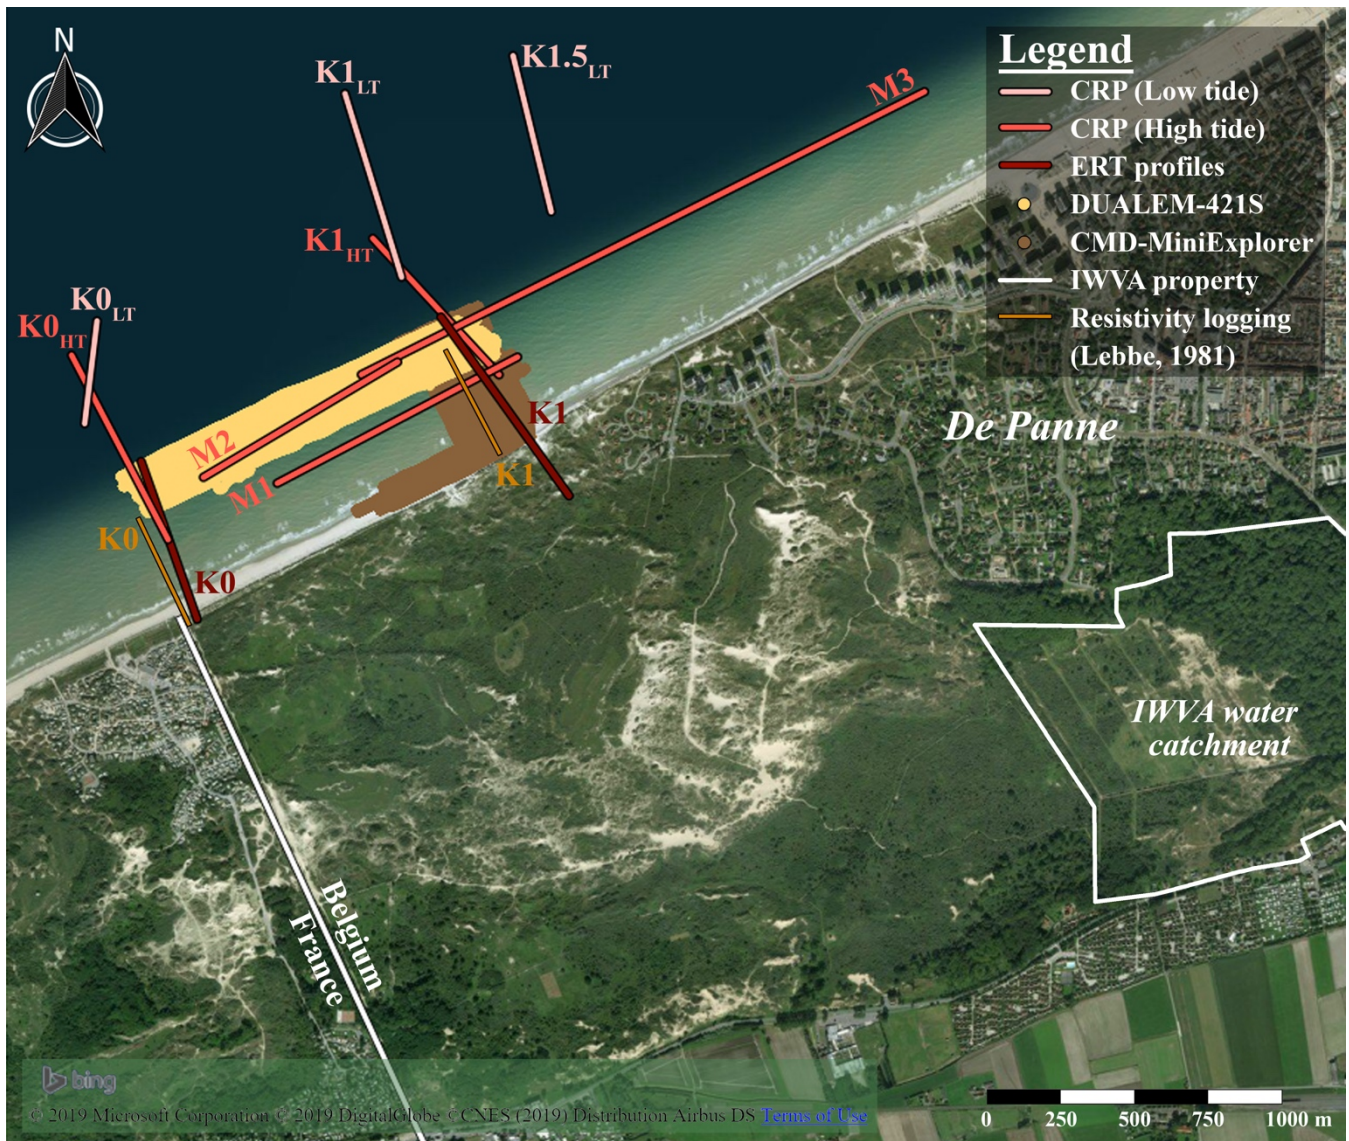 N
K1LT
K1.5LT
M3
K1HT
K0LT
K0HT
M2
M1
K1
K1
K0
K0
Legend
CRP (Low tide)
CRP (High tide)
ERT profiles
DUALEM-421S
CMD-MiniExplorer
IWVA property
Resistivity logging
(Lebbe, 1981)
De Panne
IWVA water
catchment
Belgium
France
bing
© 2019 Microsoft Corporation © 2019 DigitalGlobe ©CNES (2019) Distribution Airbus DS Terms of Use
0 250 500 750 1000 m